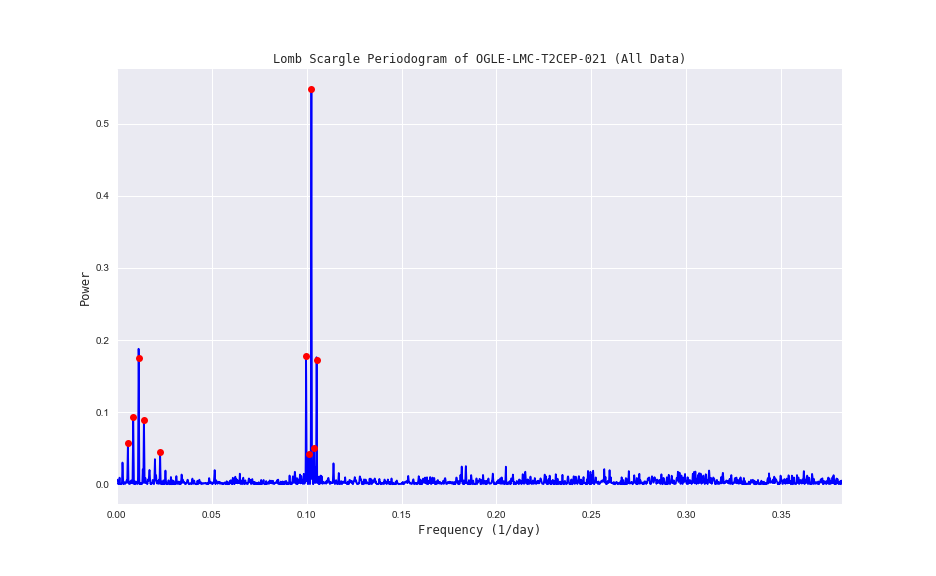 Lomb Scargle Periodogram of OGLE-LMC-T2CEP-021 (All Data)
0.5
0.4
0.3
0.2
0.1
0.0
Power
0.00 0.05 0.10 0.15 0.20 0.25 0.30 0.35
Frequency (1/day)